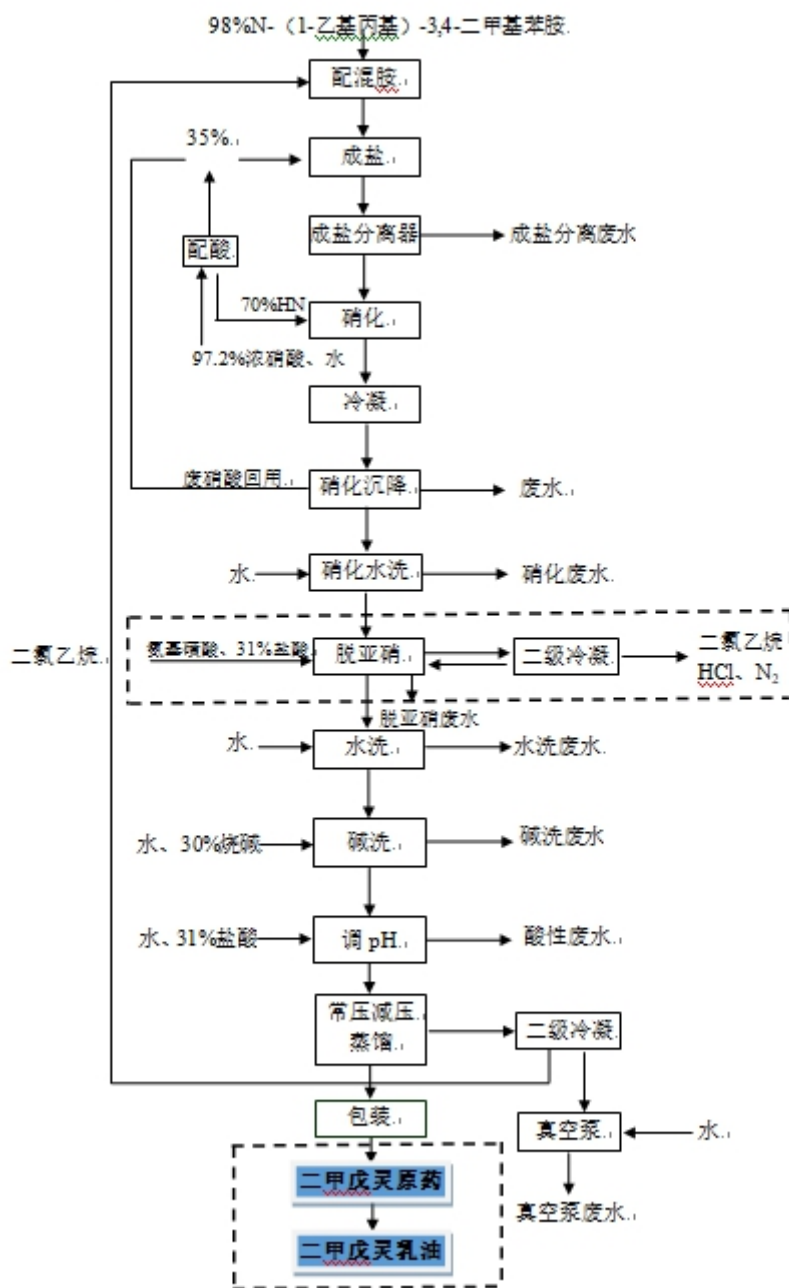 98%N-（1-乙基丙基）-3,4-二甲基苯胺.
配混胺.
35%.
成盐.
成盐分离器
成盐分离废水
配酸.
70%HN
硝化.
97.2%浓硝酸、水
冷凝.
废硝酸回用.
硝化沉降.
废水.
水.
硝化水洗.
硝化废水.
二氯乙烷.
氨基磺酸、31%盐酸
脱亚硝.
二级冷凝.
二氯乙烷
HCl、N₂
脱亚硝废水
水.
水洗.
水洗废水.
水、30%烧碱
碱洗.
碱洗废水
水、31%盐酸
调 pH.
酸性废水.
常压减压.
蒸馏.
二级冷凝.
包装.
真空泵.
水.
二甲戊灵原药
真空泵废水.
二甲戊灵乳油